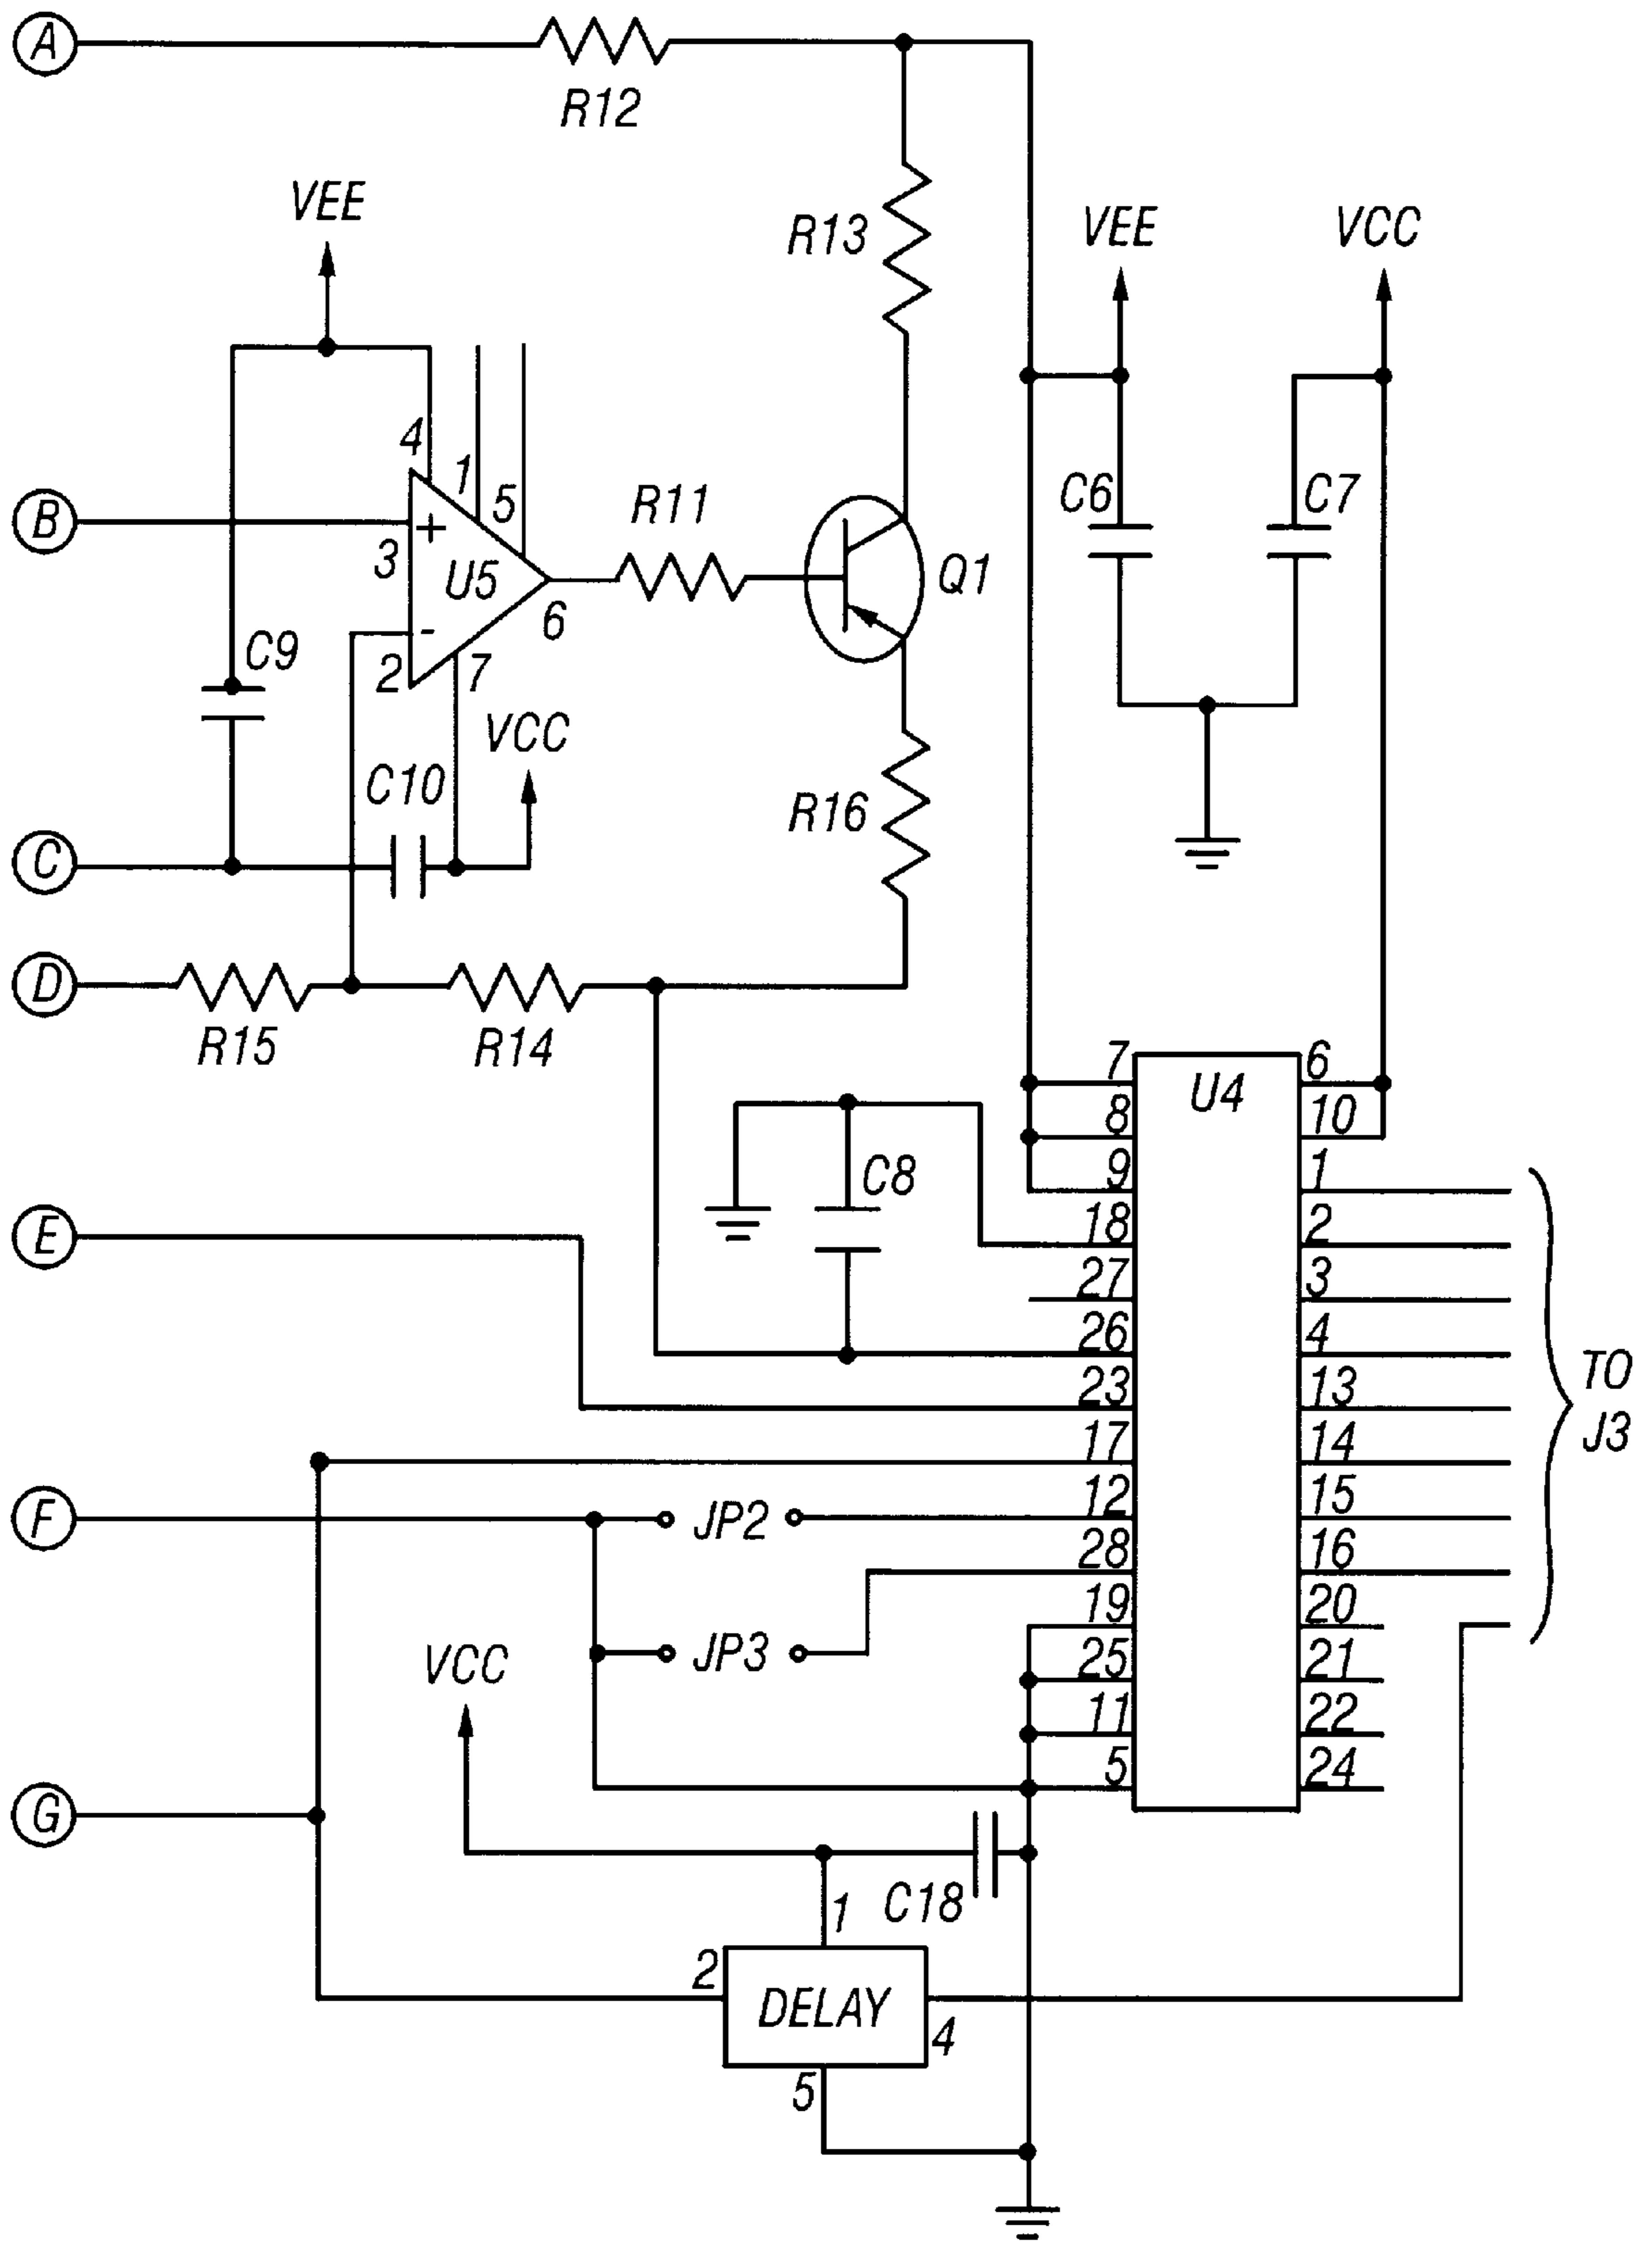 A
R12
VEE
R13
VEE
VCC
4
1
5
R11
C6
C7
B
+
3
U5
6
Q1
-
2
7
C9
VCC
C10
R16
C
D
R15
R14
7
U4
6
8
10
9
1
C8
18
2
E
27
3
26
4
23
13
TO
J3
17
14
F
JP2
12
15
28
16
19
20
JP3
VCC
25
21
11
22
5
24
G
1
C18
2
DELAY
4
5